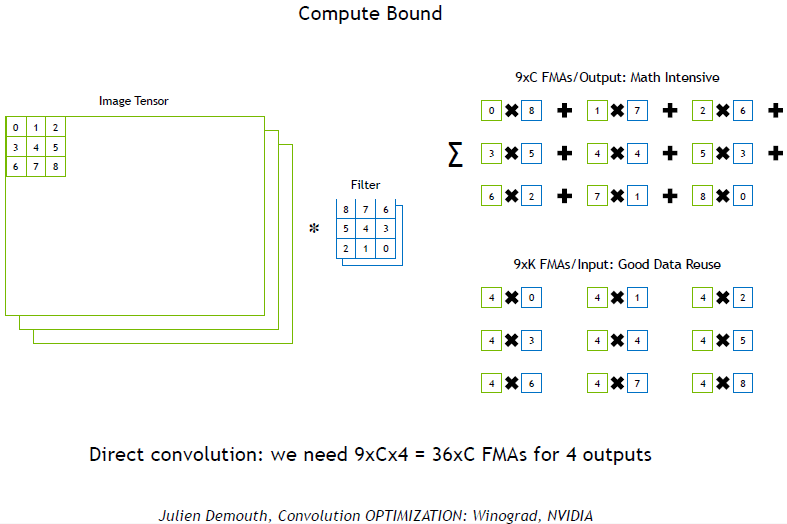 Compute Bound
Image Tensor
0 1 2
3 4 5
6 7 8
*
Filter
8 7 6
5 4 3
2 1 0
9xC FMAs/Output: Math Intensive
0 ✖ 8 + 1 ✖ 7 + 2 ✖ 6 +
∑ 3 ✖ 5 + 4 ✖ 4 + 5 ✖ 3 +
6 ✖ 2 + 7 ✖ 1 + 8 ✖ 0
9xK FMAs/Input: Good Data Reuse
4 ✖ 0 4 ✖ 1 4 ✖ 2
4 ✖ 3 4 ✖ 4 4 ✖ 5
4 ✖ 6 4 ✖ 7 4 ✖ 8
Direct convolution: we need 9xCx4 = 36xC FMAs for 4 outputs
Julien Demouth, Convolution OPTIMIZATION: Winograd, NVIDIA